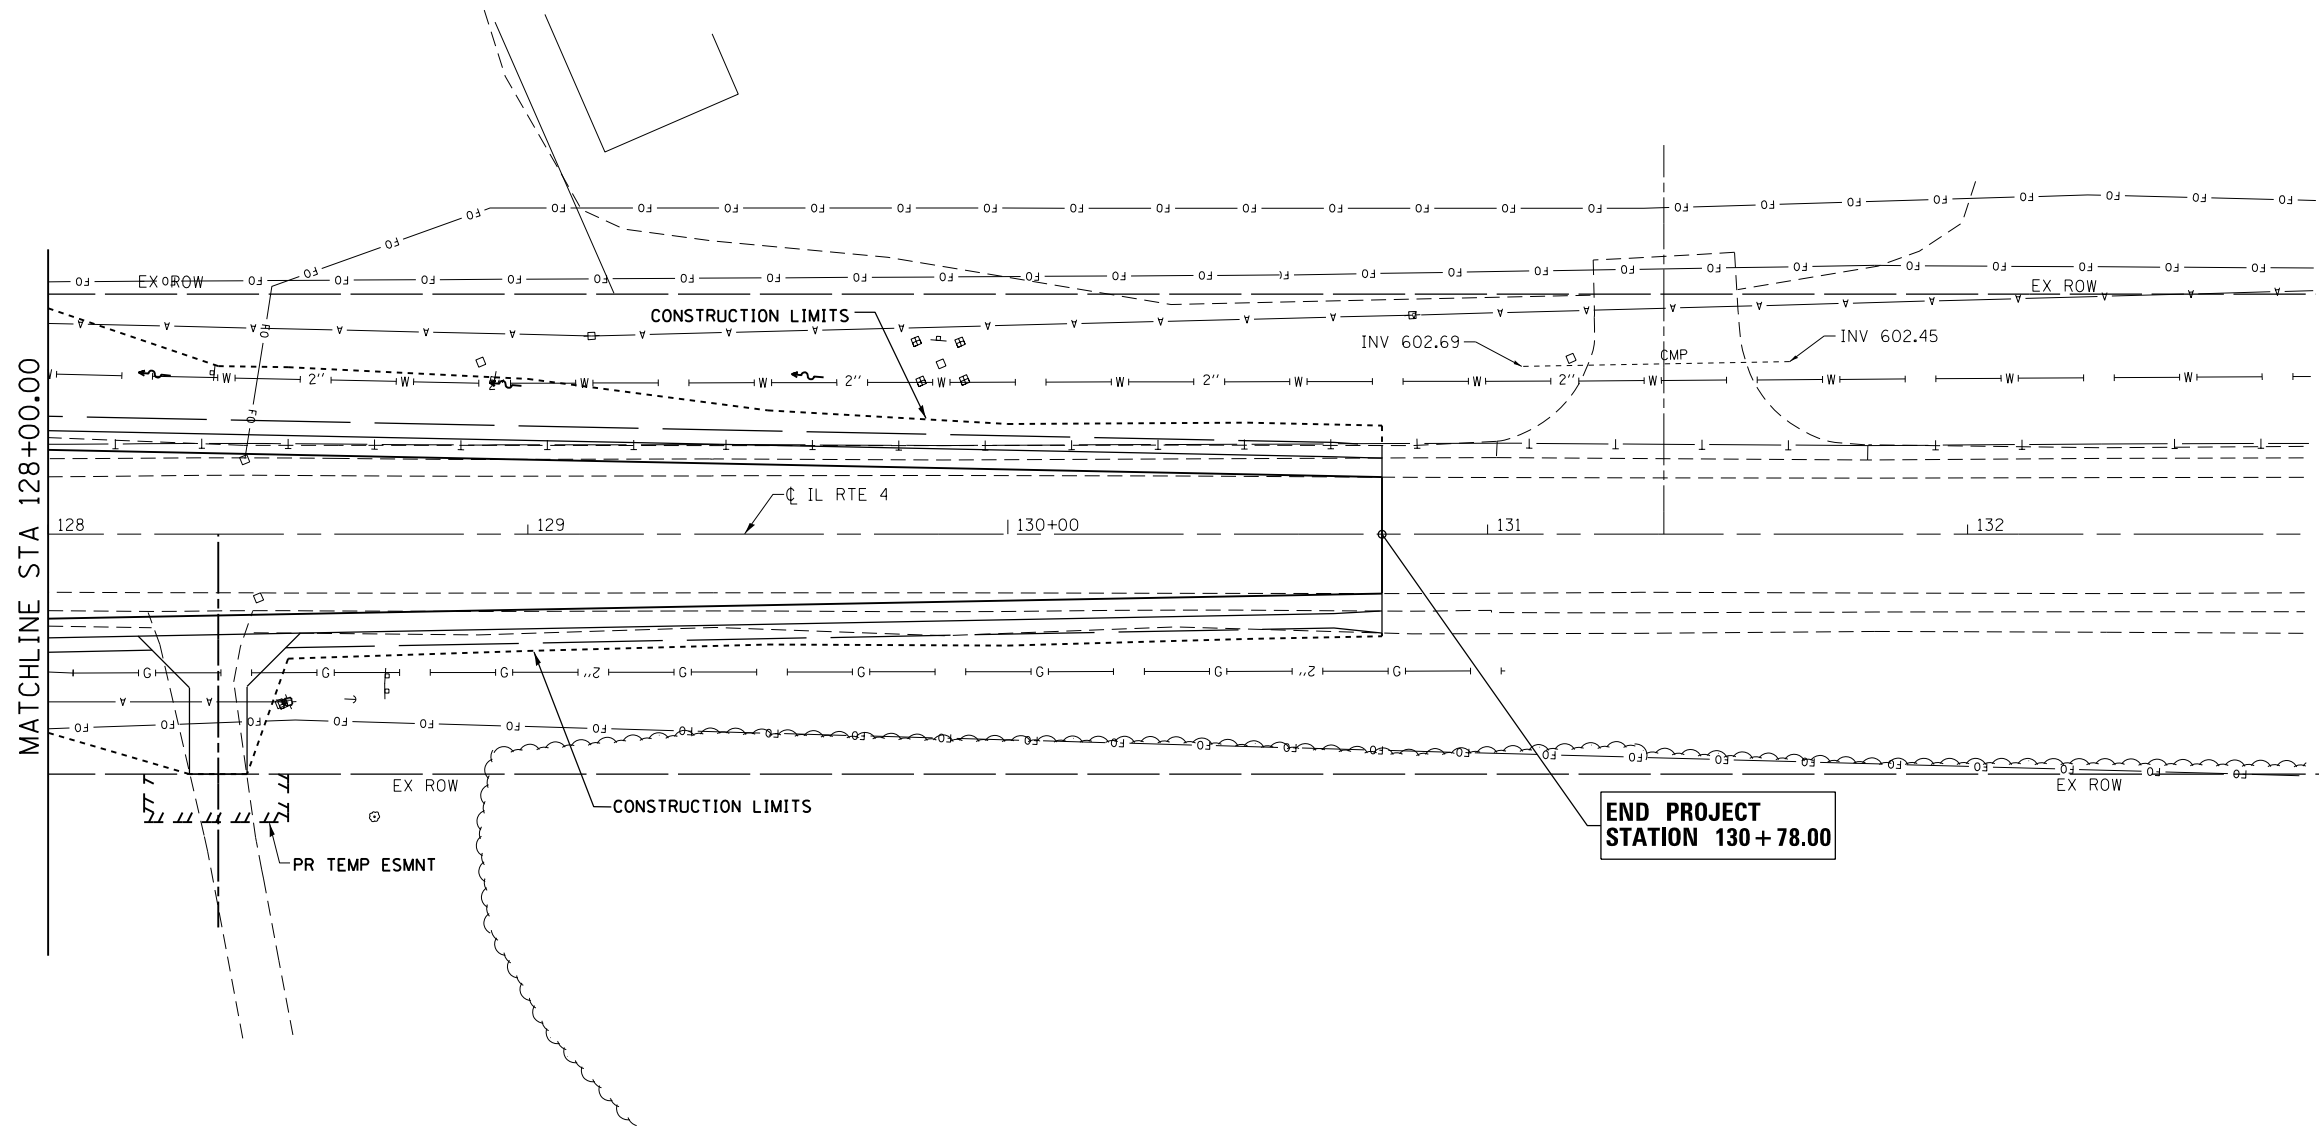 EX ROW
CONSTRUCTION LIMITS
EX ROW
INV 602.69
INV 602.45
CMP
W 2'' W W W 2'' W W 2'' W W 2'' W W W W
MATCHLINE STA 128+00.00
℄ IL RTE 4
128
129
130+00
131
132
G G G 2'' G G G G 2'' G
EX ROW
EX ROW
CONSTRUCTION LIMITS
END PROJECT
STATION 130+78.00
PR TEMP ESMNT